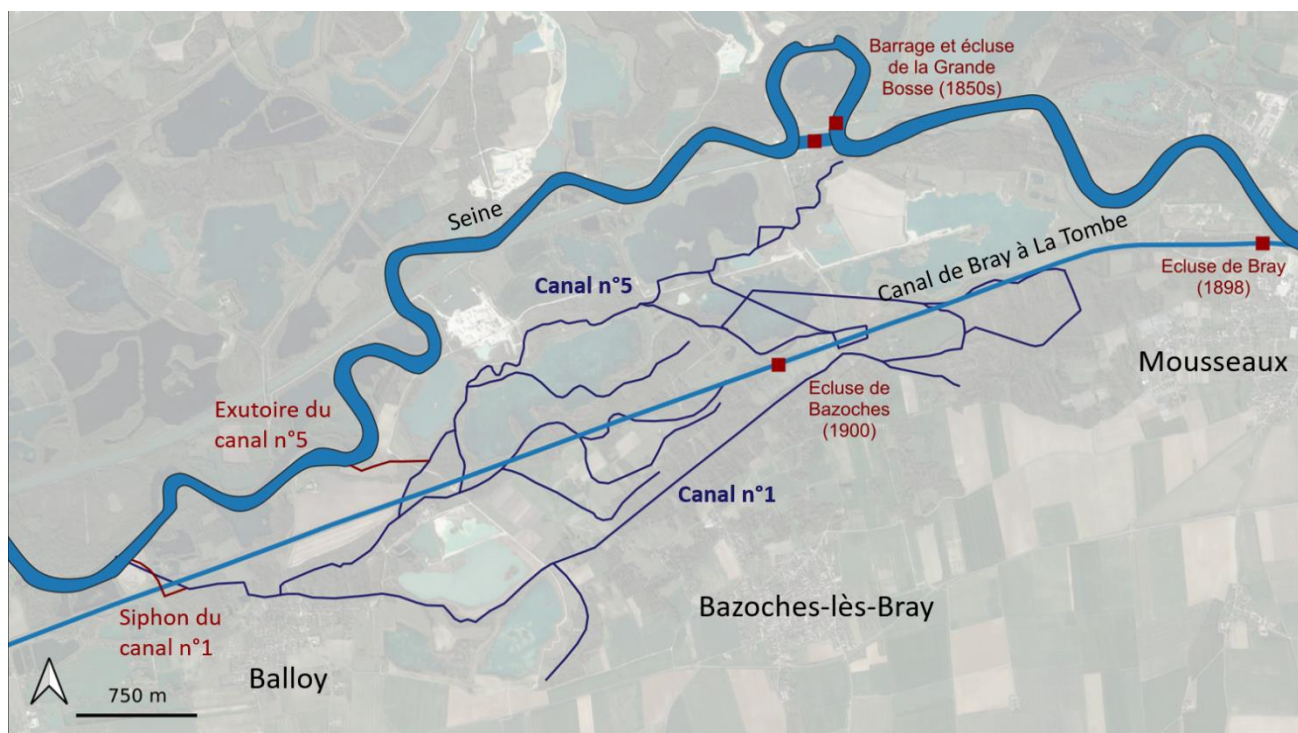 Barrage et écluse
de la Grande
Bosse (1850s)
Seine
Canal de Bray à La Tombe
Ecluse de Bray
(1898)
Canal n°5
Mousseaux
Ecluse de
Bazoches
(1900)
Exutoire du
canal n°5
Canal n°1
Siphon du
canal n°1
Bazoches-lès-Bray
Balloy
750 m